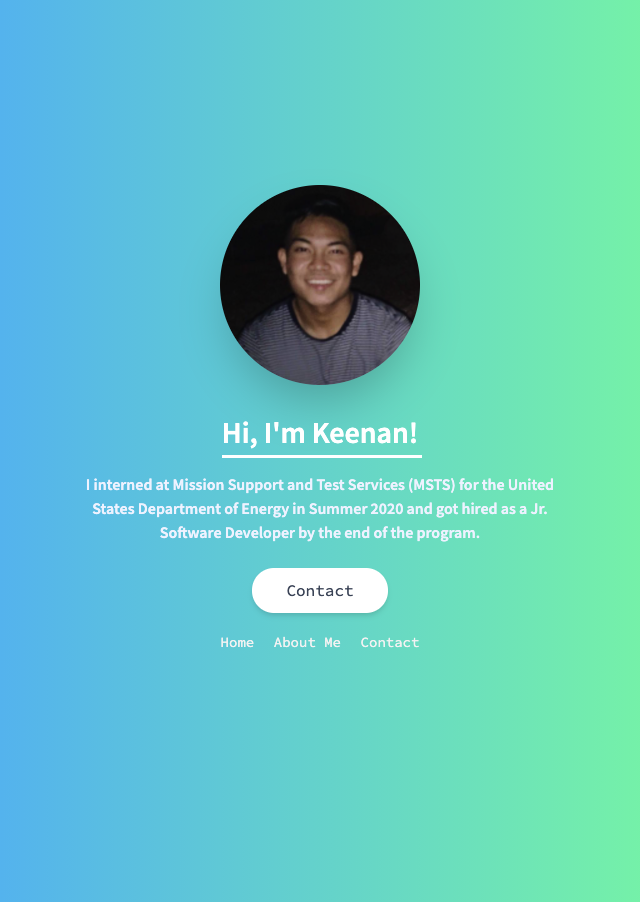 Hi, I'm Keenan!
I interned at Mission Support and Test Services (MSTS) for the United
States Department of Energy in Summer 2020 and got hired as a Jr.
Software Developer by the end of the program.
Contact
Home About Me Contact